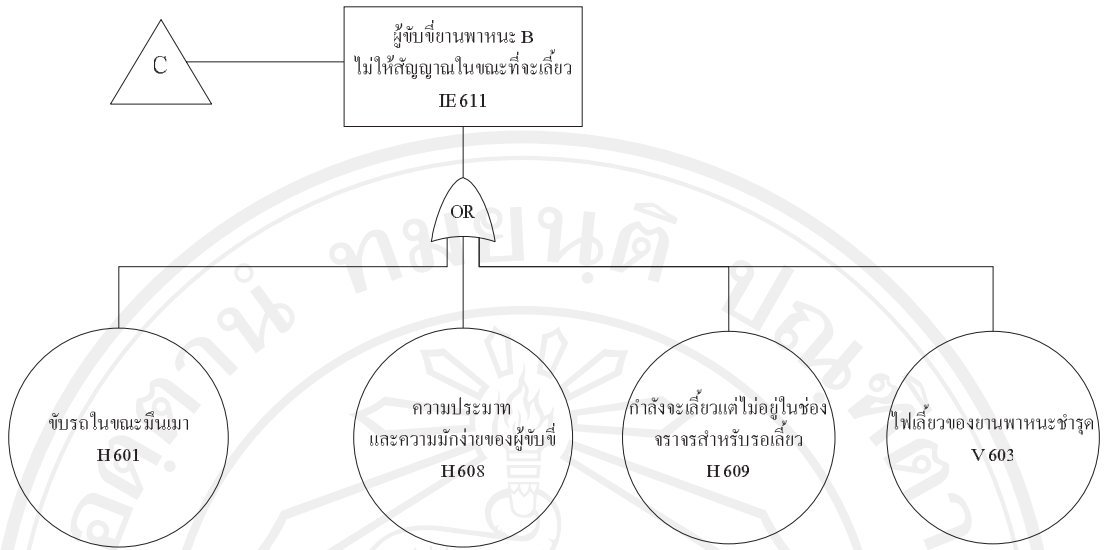 C
ผู้ขับขี่ยานพาหนะ B
ไม่ให้สัญญาณในขณะที่จะเลี้ยว
IE 611
OR
ขับรถในขณะมึนเมา
H 601
ความประมาท
และความมักง่ายของผู้ขับขี่
H 608
กำลังจะเลี้ยวแต่ไม่อยู่ในช่อง
จราจรสำหรับรอเลี้ยว
H 609
ไฟเลี้ยวของยานพาหนะชำรุด
V 603